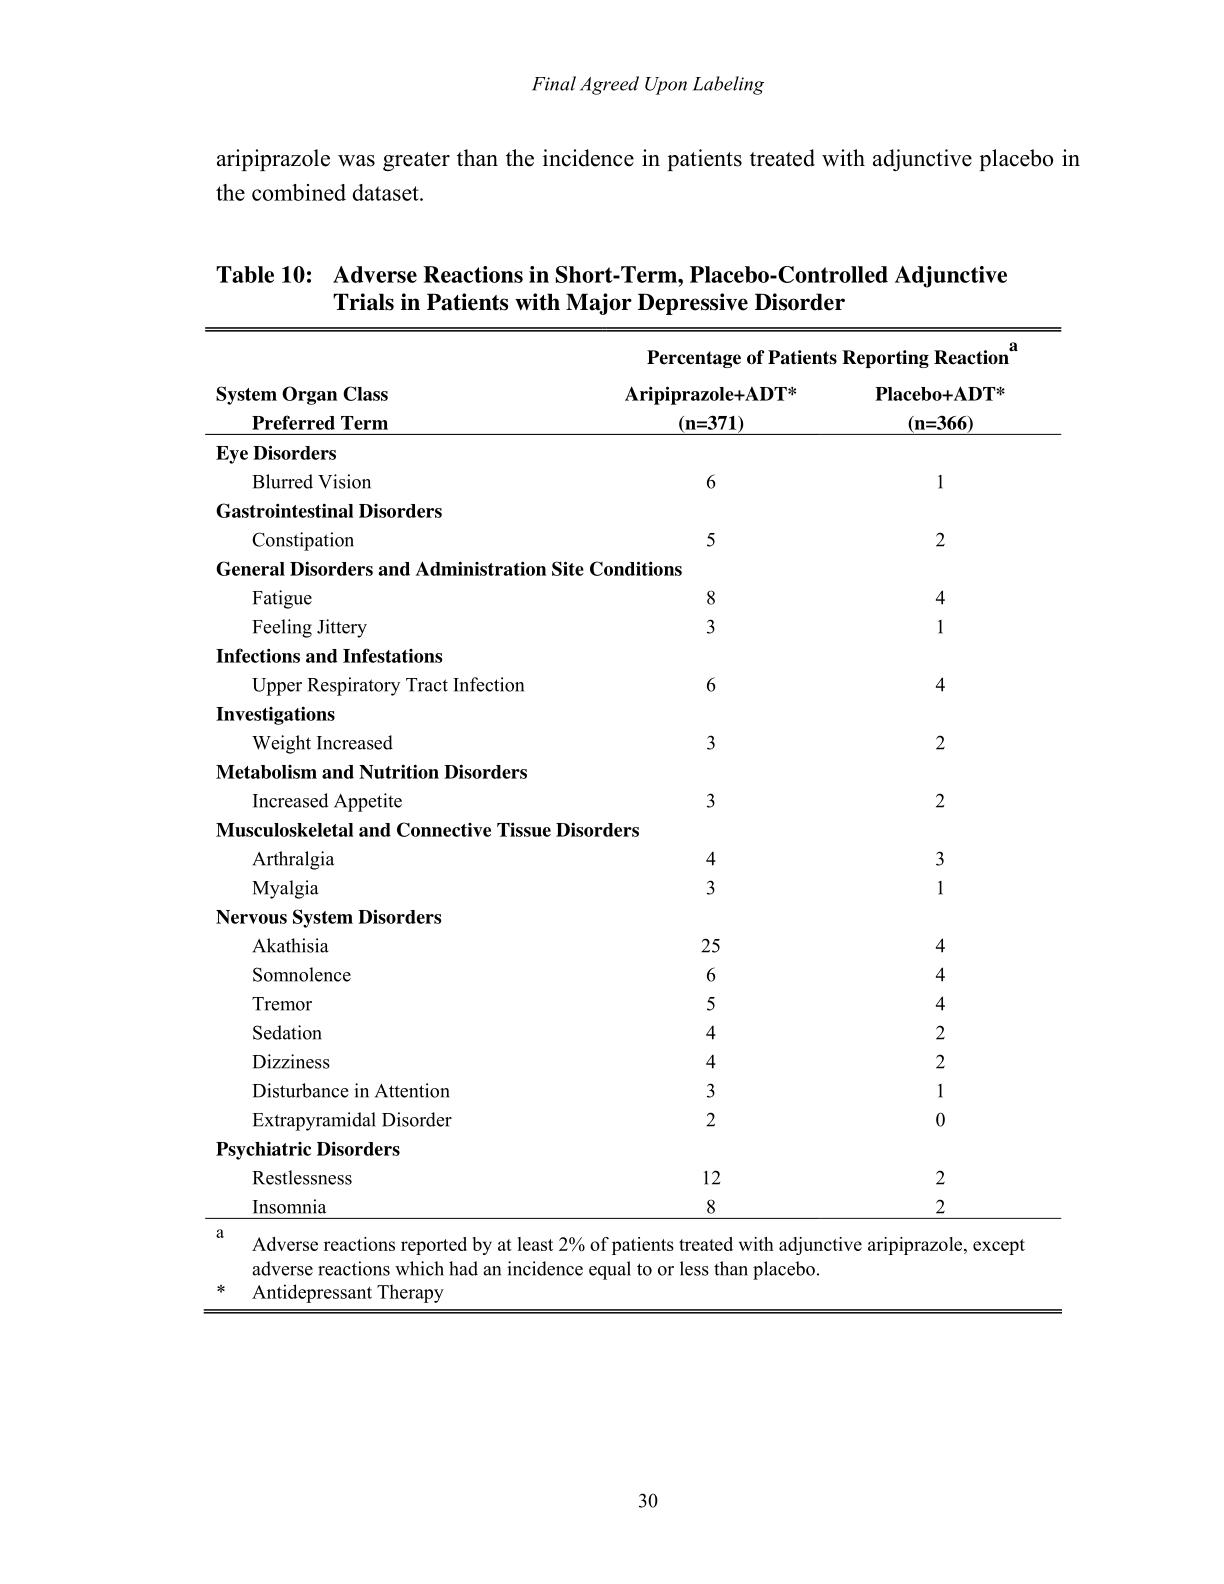 Final Agreed Upon Labeling
aripiprazole was greater than the incidence in patients treated with adjunctive placebo in
the combined dataset.
Table 10: Adverse Reactions in Short-Term, Placebo-Controlled Adjunctive
Trials in Patients with Major Depressive Disorder
Percentage of Patients Reporting Reaction a
System Organ Class Aripiprazole+ADT* Placebo+ADT*
Preferred Term (n=371) (n=366)
Eye Disorders
Blurred Vision 6 1
Gastrointestinal Disorders
Constipation 5 2
General Disorders and Administration Site Conditions
Fatigue 8 4
Feeling Jittery 3 1
Infections and Infestations
Upper Respiratory Tract Infection 6 4
Investigations
Weight Increased 3 2
Metabolism and Nutrition Disorders
Increased Appetite 3 2
Musculoskeletal and Connective Tissue Disorders
Arthralgia 4 3
Myalgia 3 1
Nervous System Disorders
Akathisia 25 4
Somnolence 6 4
Tremor 5 4
Sedation 4 2
Dizziness 4 2
Disturbance in Attention 3 1
Extrapyramidal Disorder 2 0
Psychiatric Disorders
Restlessness 12 2
Insomnia 8 2
a Adverse reactions reported by at least 2% of patients treated with adjunctive aripiprazole, except
adverse reactions which had an incidence equal to or less than placebo.
* Antidepressant Therapy
30